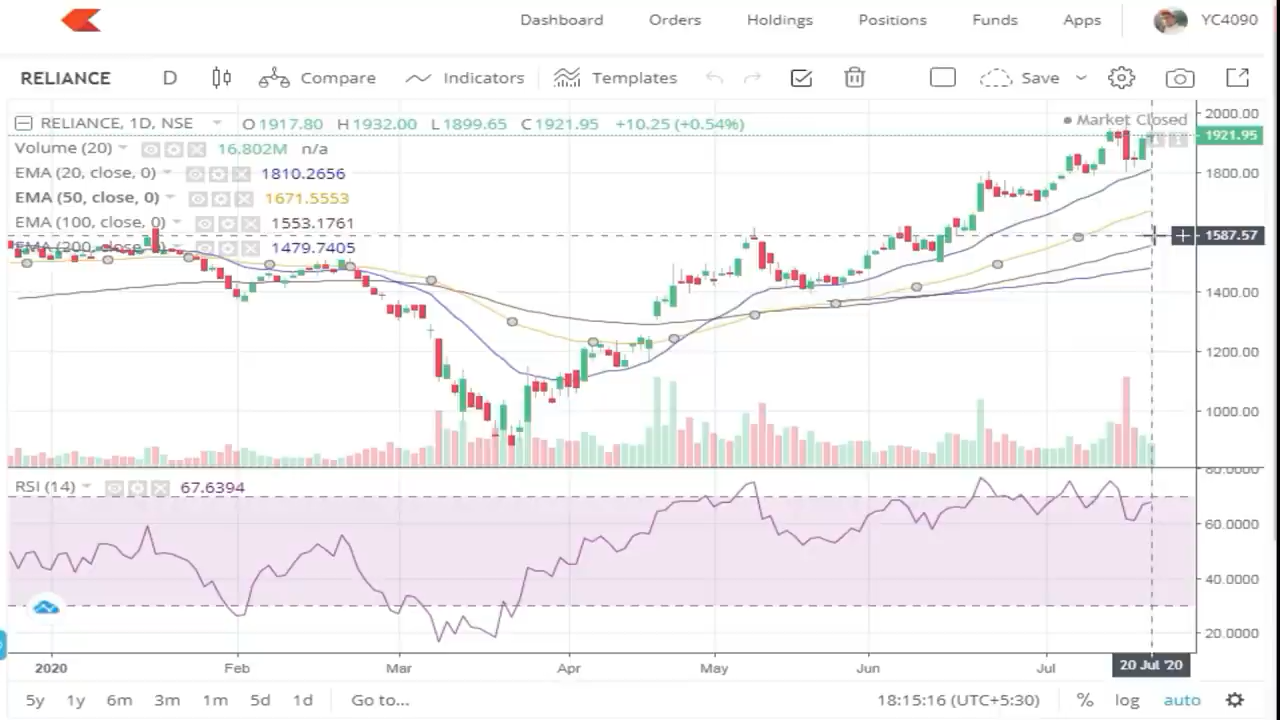 Dashboard Orders Holdings Positions Funds Apps YC4090
RELIANCE D Compare Indicators Templates Save
RELIANCE, 1D, NSE O 1917.80 H 1932.00 L 1899.65 C 1921.95 +10.25 (+0.54%)
Market Closed
Volume (20) 16.802M n/a
EMA (20, close, 0) 1810.2656
EMA (50, close, 0) 1671.5553
EMA (100, close, 0) 1553.1761
EMA (200, close, 0) 1479.7405
2000.00
1921.95
1800.00
1587.57
1400.00
1200.00
1000.00
RSI (14) 67.6394
80.0000
60.0000
40.0000
20.0000
2020 Feb Mar Apr May Jun Jul 20 Jul '20
5y 1y 6m 3m 1m 5d 1d Go to... 18:15:16 (UTC+5:30) % log auto